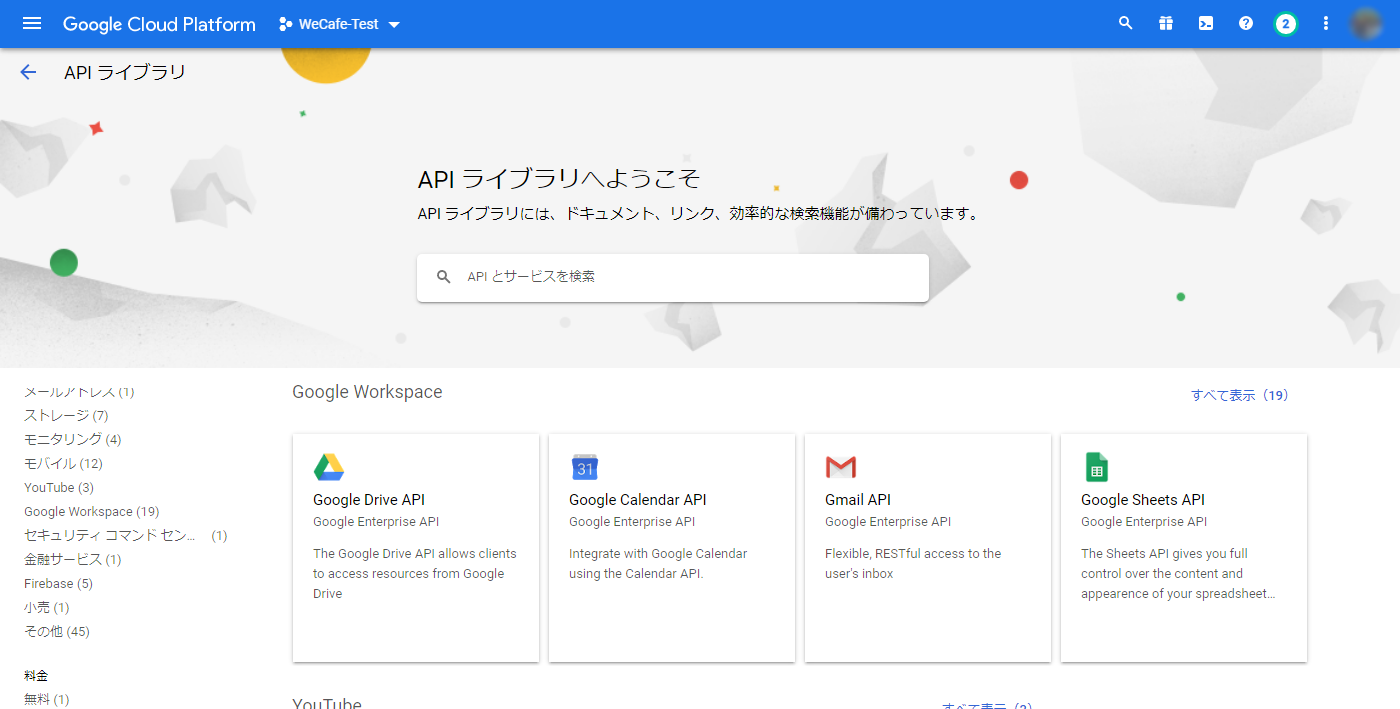 Google Cloud Platform
WeCafe-Test
2
API ライブラリ
API ライブラリへようこそ
API ライブラリには、ドキュメント、リンク、効率的な検索機能が備わっています。
API とサービスを検索
メールアドレス (1)
ストレージ (7)
モニタリング (4)
モバイル (12)
YouTube (3)
Google Workspace (19)
セキュリティ コマンド セン... (1)
金融サービス (1)
Firebase (5)
小売 (1)
その他 (45)
料金
無料 (1)
Google Workspace
すべて表示（19）
31
Google Drive API
Google Enterprise API
The Google Drive API allows clients
to access resources from Google
Drive
Google Calendar API
Google Enterprise API
Integrate with Google Calendar
using the Calendar API.
Gmail API
Google Enterprise API
Flexible, RESTful access to the
user's inbox
Google Sheets API
Google Enterprise API
The Sheets API gives you full
control over the content and
appearence of your spreadsheet...
YouTube
すべて表示